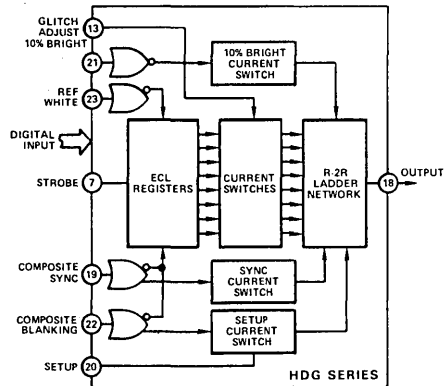 GLITCH
ADJUST
10% BRIGHT
13
21
10% BRIGHT
CURRENT
SWITCH
REF
WHITE
23
DIGITAL
INPUT
STROBE
7
ECL
REGISTERS
CURRENT
SWITCHES
R-2R
LADDER
NETWORK
18
OUTPUT
COMPOSITE
SYNC
19
SYNC
CURRENT
SWITCH
COMPOSITE
BLANKING
22
SETUP
CURRENT
SWITCH
SETUP
20
HDG SERIES